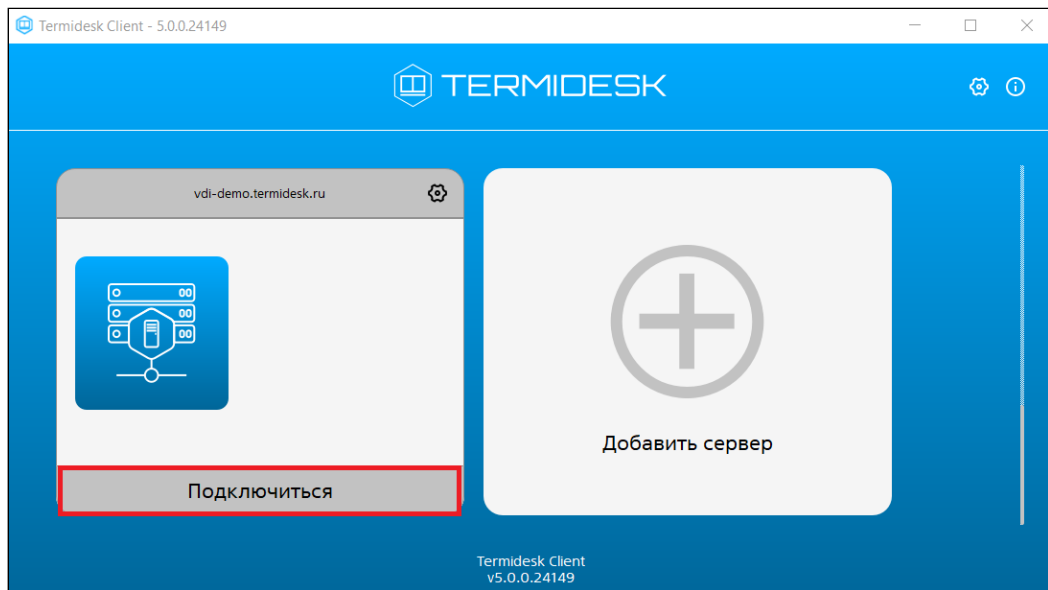 Termidesk Client - 5.0.0.24149
TERMIDESK
vdi-demo.termidesk.ru
Добавить сервер
Подключиться
Termidesk Client
v5.0.0.24149